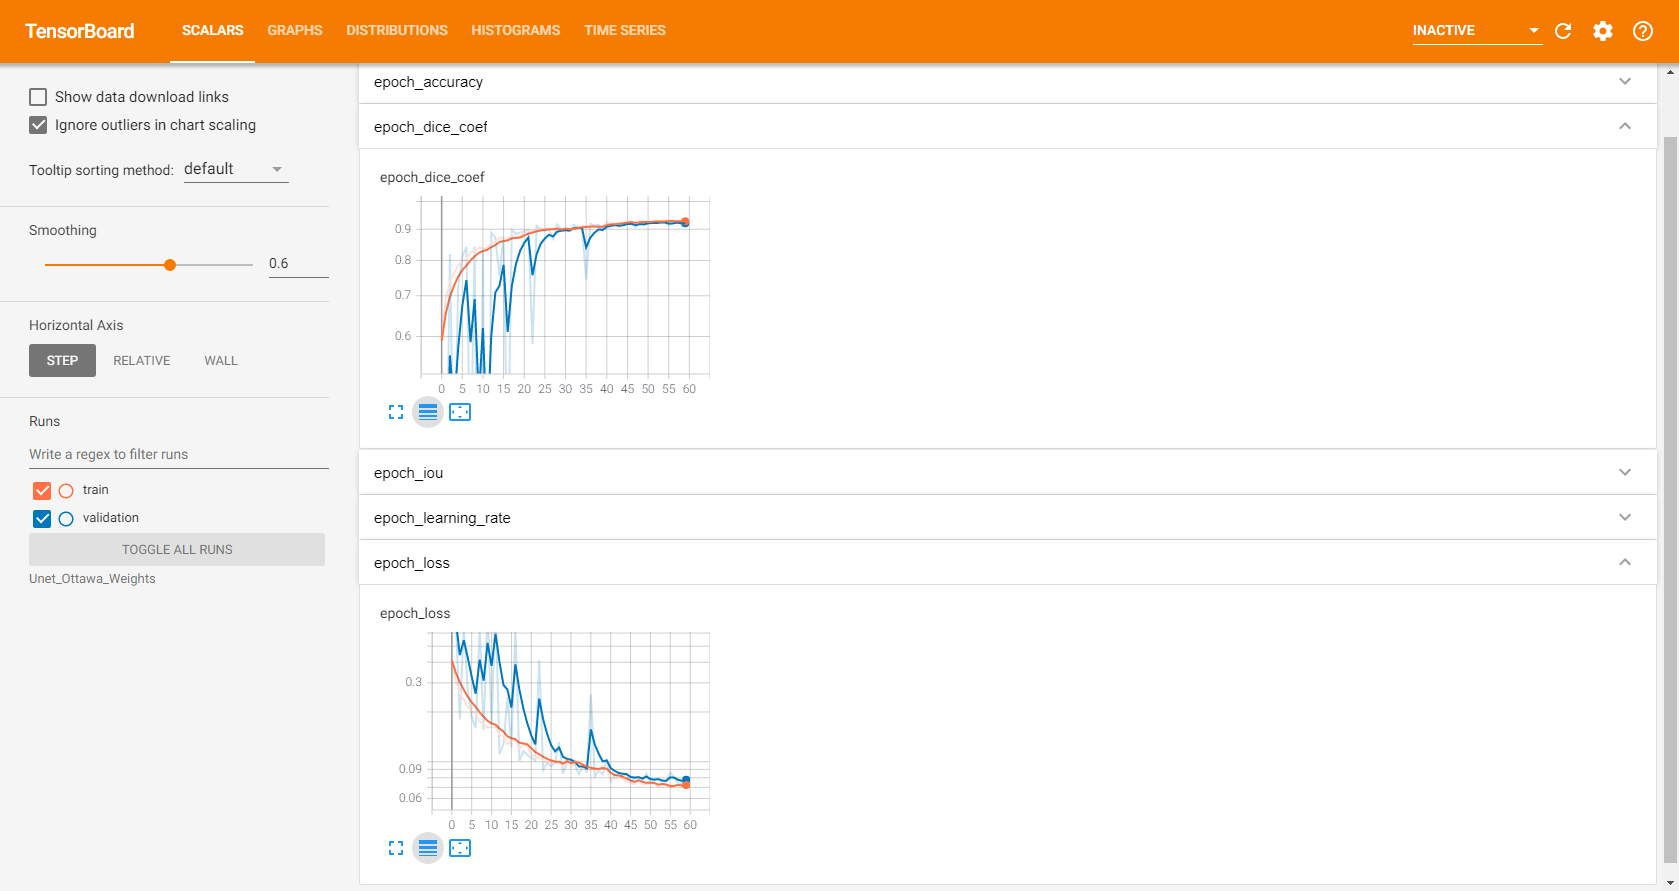 TensorBoard SCALARS GRAPHS DISTRIBUTIONS HISTOGRAMS TIME SERIES INACTIVE
Show data download links
Ignore outliers in chart scaling
Tooltip sorting method: default
Smoothing
0.6
Horizontal Axis
STEP RELATIVE WALL
Runs
Write a regex to filter runs
train
validation
TOGGLE ALL RUNS
Unet_Ottawa_Weights
epoch_accuracy
epoch_dice_coef
epoch_dice_coef
0.9
0.8
0.7
0.6
0 5 10 15 20 25 30 35 40 45 50 55 60
epoch_iou
epoch_learning_rate
epoch_loss
epoch_loss
0.3
0.09
0.06
0 5 10 15 20 25 30 35 40 45 50 55 60